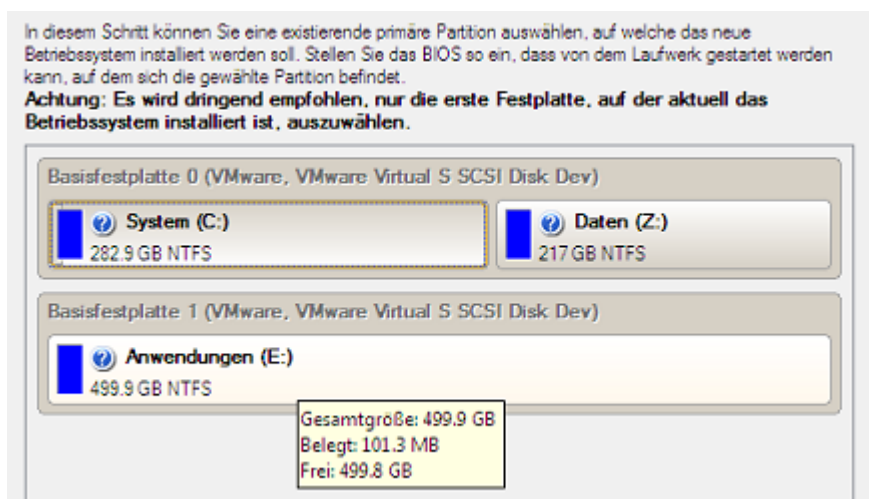 In diesem Schritt können Sie eine existierende primäre Partition auswählen, auf welche das neue
Betriebssystem installiert werden soll. Stellen Sie das BIOS so ein, dass von dem Laufwerk gestartet werden
kann, auf dem sich die gewählte Partition befindet.
Achtung: Es wird dringend empfohlen, nur die erste Festplatte, auf der aktuell das
Betriebssystem installiert ist, auszuwählen.
Basisfestplatte 0 (VMware, VMware Virtual S SCSI Disk Dev)
System (C:)
282.9 GB NTFS
Daten (Z:)
217 GB NTFS
Basisfestplatte 1 (VMware, VMware Virtual S SCSI Disk Dev)
Anwendungen (E:)
499.9 GB NTFS
Gesamtgröße: 499.9 GB
Belegt: 101.3 MB
Frei: 499.8 GB